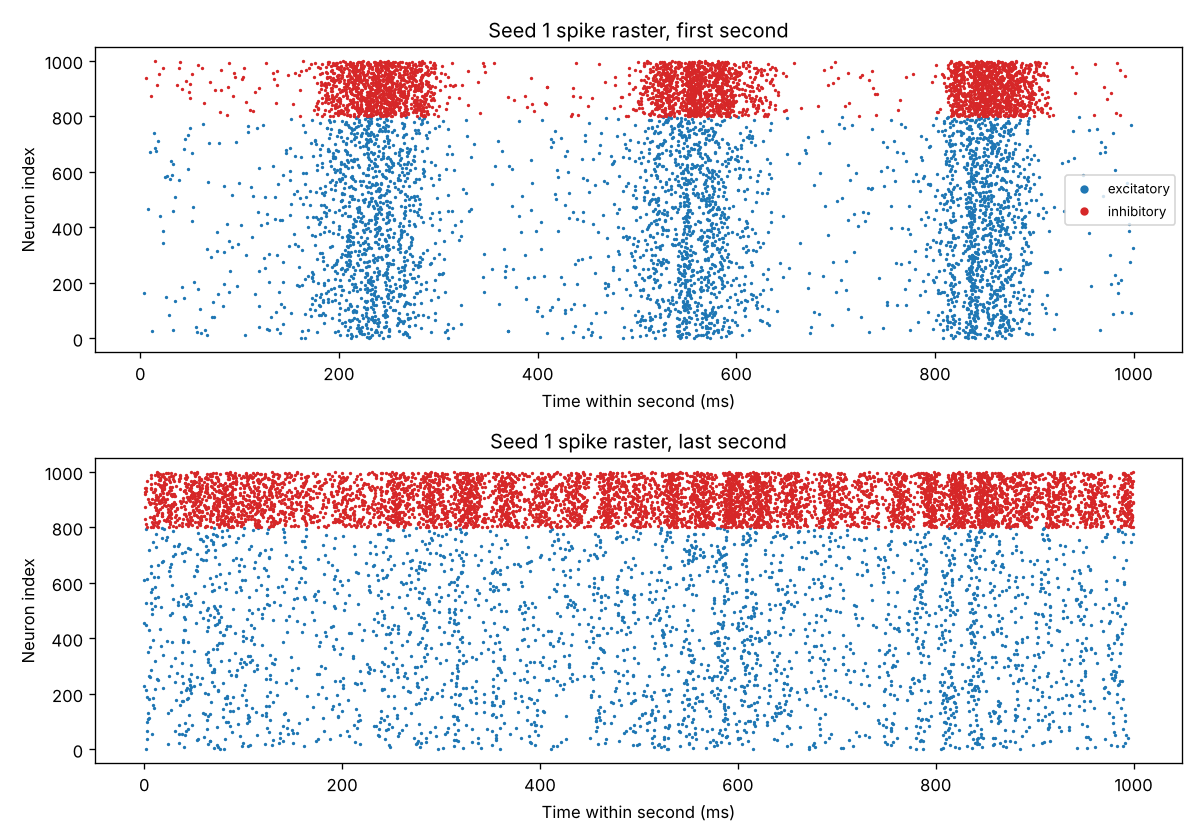 Seed 1 spike raster, first second
Neuron index
1000
800
600
400
200
0
excitatory
inhibitory
0 200 400 600 800 1000
Time within second (ms)
Seed 1 spike raster, last second
Neuron index
1000
800
600
400
200
0
0 200 400 600 800 1000
Time within second (ms)